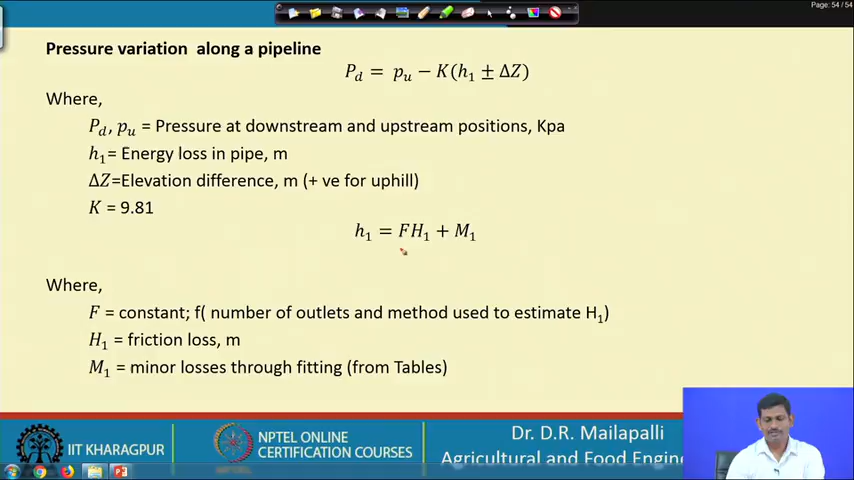 Page: 54 / 54
Pressure variation along a pipeline
P_d = p_u − K(h_1 ± ΔZ)
Where,
P_d, p_u = Pressure at downstream and upstream positions, Kpa
h_1= Energy loss in pipe, m
ΔZ=Elevation difference, m (+ ve for uphill)
K = 9.81
h_1 = FH_1 + M_1
Where,
F = constant; f( number of outlets and method used to estimate H_1)
H_1 = friction loss, m
M_1 = minor losses through fitting (from Tables)
IIT KHARAGPUR
NPTEL ONLINE
CERTIFICATION COURSES
Dr. D.R. Mailapalli
Agricultural and Food Engine